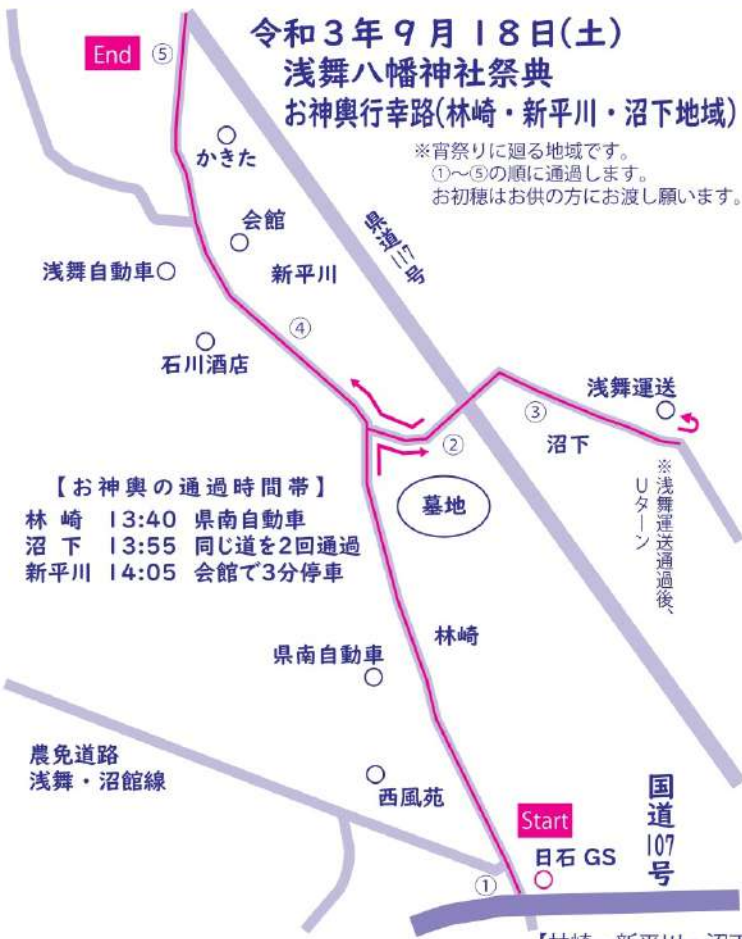 令和3年9月18日(土)
浅舞八幡神社祭典
お神輿行幸路(林崎・新平川・沼下地域)
※宵祭りに廻る地域です。
①～⑤の順に通過します。
お初穂はお供の方にお渡し願います。
End
⑤
かきた
会館
県道117号
浅舞自動車
新平川
④
石川酒店
浅舞運送
③
②
沼下
※浅舞運送通過後、
Uターン
【お神輿の通過時間帯】
林崎 13:40 県南自動車
沼下 13:55 同じ道を2回通過
新平川 14:05 会館で3分停車
墓地
林崎
県南自動車
農免道路
浅舞・沼館線
西風苑
国道107号
Start
日石 GS
①